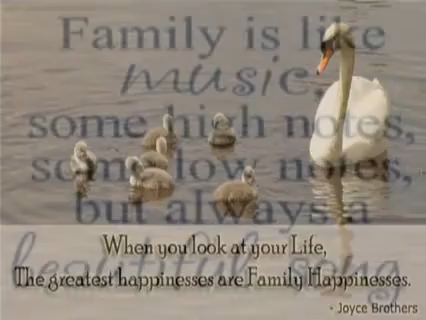 Family is like
music,
some high notes,
some low notes,
but always a
beautiful song
When you look at your Life,
The greatest happinesses are Family Happinesses.
- Joyce Brothers